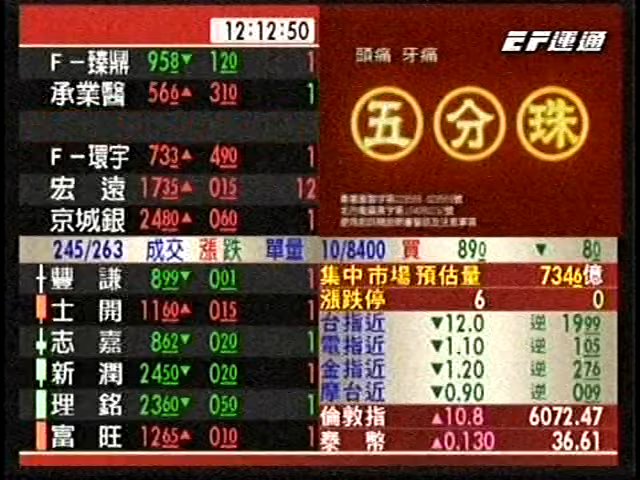 12:12:50
F－臻鼎 958▼ 120 1
承業醫 566▲ 310 1
F－環宇 733▲ 490 1
宏遠 1735▲ 015 12
京城銀 2480▲ 060 1
EF運通
頭痛 牙痛
五分珠
245/263 成交 漲跌 單量 10/8400 買 890 ▼ 80
豐謙 899▼ 001 1
士開 1160▲ 015 1
志嘉 862▼ 020 1
新潤 2450▼ 020 1
理銘 2360▼ 050 1
富旺 1265▲ 010 1
集中市場預估量 7346億
漲跌停 6 0
台指近 ▼12.0 逆 1999
電指近 ▼1.10 逆 105
金指近 ▼1.20 逆 276
摩台近 ▼0.90 逆 009
倫敦指 ▲10.8 6072.47
泰幣 ▲0.130 36.61